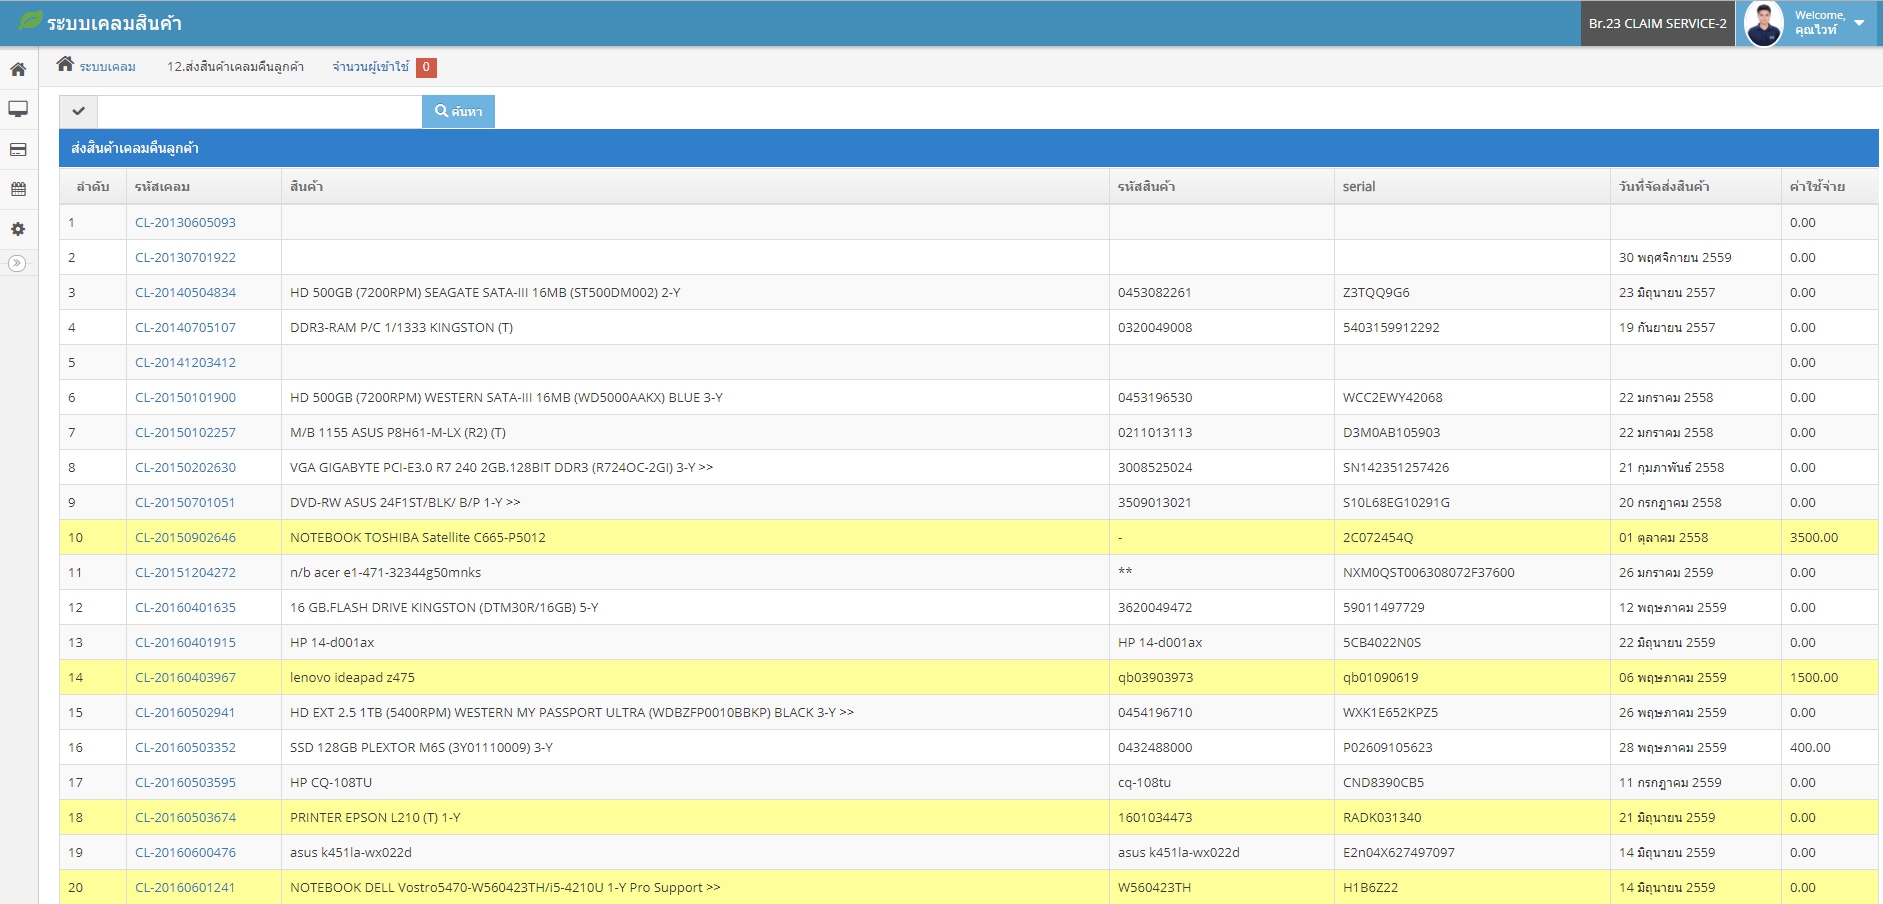 ระบบเคลมสินค้า Br.23 CLAIM SERVICE-2 Welcome,
คุณไวท์
ระบบเคลม 12.ส่งสินค้าเคลมคืนลูกค้า จำนวนผู้เข้าใช้ 0
ค้นหา
ส่งสินค้าเคลมคืนลูกค้า
ลำดับ รหัสเคลม สินค้า รหัสสินค้า serial วันที่จัดส่งสินค้า ค่าใช้จ่าย
1 CL-20130605093 0.00
2 CL-20130701922 30 พฤศจิกายน 2559 0.00
3 CL-20140504834 HD 500GB (7200RPM) SEAGATE SATA-III 16MB (ST500DM002) 2-Y 0453082261 Z3TQQ9G6 23 มิถุนายน 2557 0.00
4 CL-20140705107 DDR3-RAM P/C 1/1333 KINGSTON (T) 0320049008 5403159912292 19 กันยายน 2557 0.00
5 CL-20141203412 0.00
6 CL-20150101900 HD 500GB (7200RPM) WESTERN SATA-III 16MB (WD5000AAKX) BLUE 3-Y 0453196530 WCC2EWY42068 22 มกราคม 2558 0.00
7 CL-20150102257 M/B 1155 ASUS P8H61-M-LX (R2) (T) 0211013113 D3M0AB105903 22 มกราคม 2558 0.00
8 CL-20150202630 VGA GIGABYTE PCI-E3.0 R7 240 2GB.128BIT DDR3 (R724OC-2GI) 3-Y >> 3008525024 SN142351257426 21 กุมภาพันธ์ 2558 0.00
9 CL-20150701051 DVD-RW ASUS 24F1ST/BLK/ B/P 1-Y >> 3509013021 S10L68EG10291G 20 กรกฎาคม 2558 0.00
10 CL-20150902646 NOTEBOOK TOSHIBA Satellite C665-P5012 - 2C072454Q 01 ตุลาคม 2558 3500.00
11 CL-20151204272 n/b acer e1-471-32344g50mnks ** NXM0QST006308072F37600 26 มกราคม 2559 0.00
12 CL-20160401635 16 GB.FLASH DRIVE KINGSTON (DTM30R/16GB) 5-Y 3620049472 59011497729 12 พฤษภาคม 2559 0.00
13 CL-20160401915 HP 14-d001ax HP 14-d001ax 5CB4022N0S 22 มิถุนายน 2559 0.00
14 CL-20160403967 lenovo ideapad z475 qb03903973 qb01090619 06 พฤษภาคม 2559 1500.00
15 CL-20160502941 HD EXT 2.5 1TB (5400RPM) WESTERN MY PASSPORT ULTRA (WDBZFP0010BBKP) BLACK 3-Y >> 0454196710 WXK1E652KPZ5 26 พฤษภาคม 2559 0.00
16 CL-20160503352 SSD 128GB PLEXTOR M6S (3Y01110009) 3-Y 0432488000 P02609105623 28 พฤษภาคม 2559 400.00
17 CL-20160503595 HP CQ-108TU cq-108tu CND8390CB5 11 กรกฎาคม 2559 0.00
18 CL-20160503674 PRINTER EPSON L210 (T) 1-Y 1601034473 RADK031340 21 มิถุนายน 2559 0.00
19 CL-20160600476 asus k451la-wx022d asus k451la-wx022d E2n04X627497097 14 มิถุนายน 2559 0.00
20 CL-20160601241 NOTEBOOK DELL Vostro5470-W560423TH/i5-4210U 1-Y Pro Support >> W560423TH H1B6Z22 14 มิถุนายน 2559 0.00